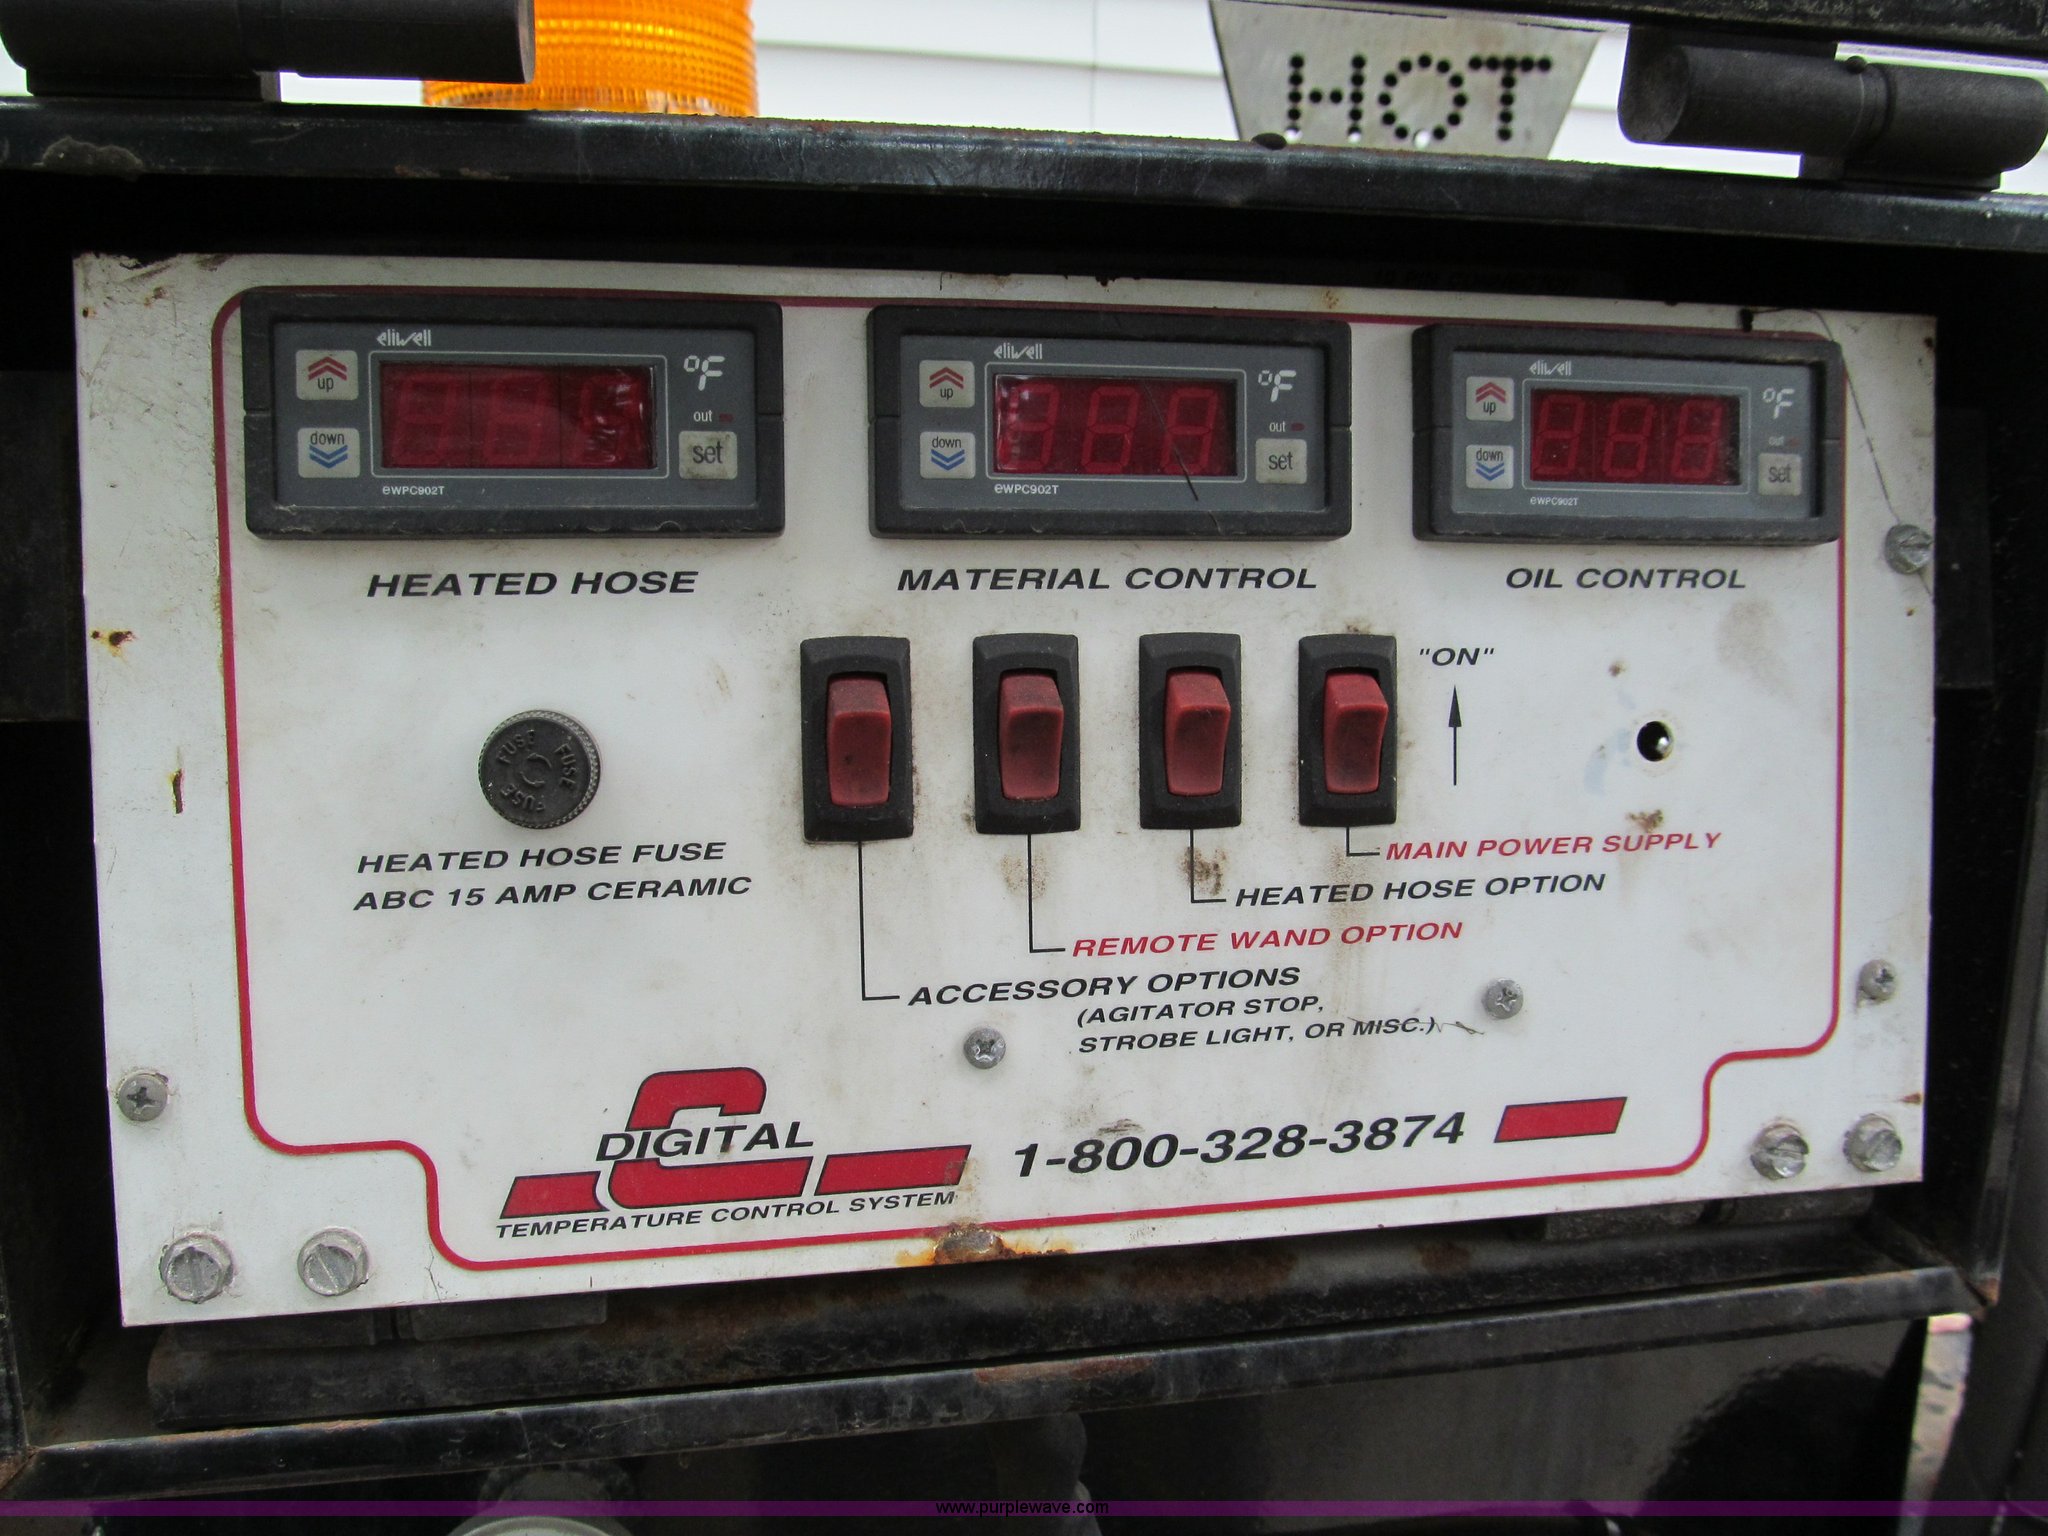 HOT
eliwell
up
down
°F
out
set
eWPC902T
eliwell
up
down
°F
out
set
eWPC902T
eliwell
up
down
°F
out
set
eWPC902T
HEATED HOSE
MATERIAL CONTROL
OIL CONTROL
"ON"
FUSE FUSE FUSE
HEATED HOSE FUSE
ABC 15 AMP CERAMIC
MAIN POWER SUPPLY
HEATED HOSE OPTION
REMOTE WAND OPTION
ACCESSORY OPTIONS
(AGITATOR STOP,
STROBE LIGHT, OR MISC.)
DIGITAL
TEMPERATURE CONTROL SYSTEM
1-800-328-3874
www.purplewave.com